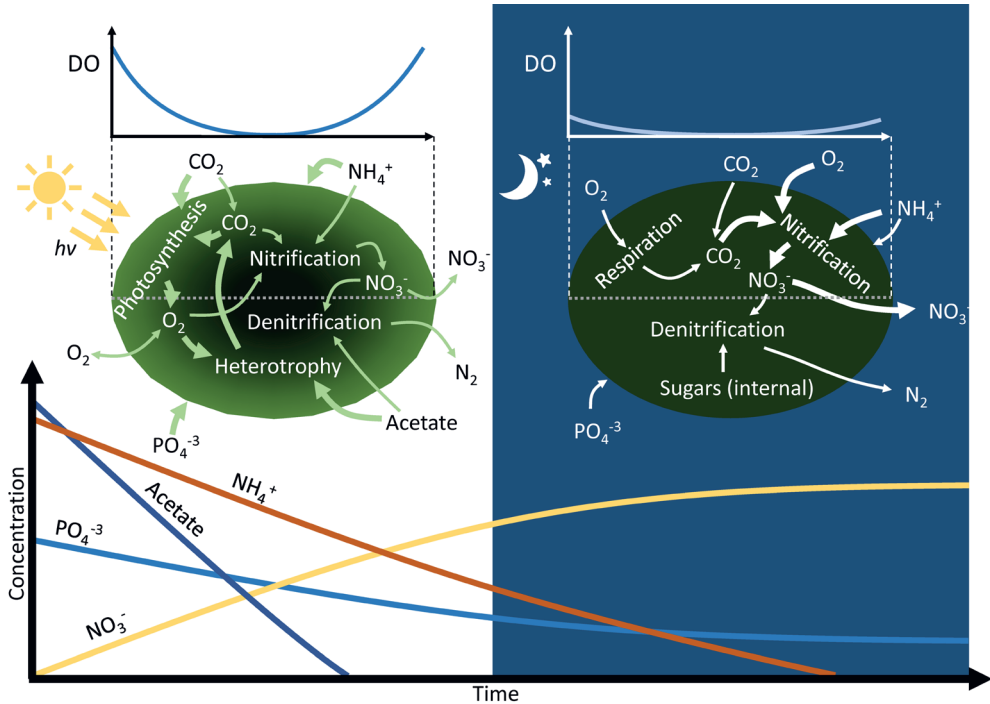 DO
DO
CO₂
NH₄⁺
hv
Photosynthesis
CO₂
Nitrification
NO₃⁻
NO₃⁻
Denitrification
O₂
O₂
Heterotrophy
N₂
Acetate
PO₄⁻³
CO₂
O₂
O₂
NH₄⁺
Respiration
CO₂
Nitrification
NO₃⁻
NO₃⁻
Denitrification
Sugars (internal)
N₂
PO₄⁻³
Concentration
NH₄⁺
Acetate
PO₄⁻³
NO₃⁻
Time